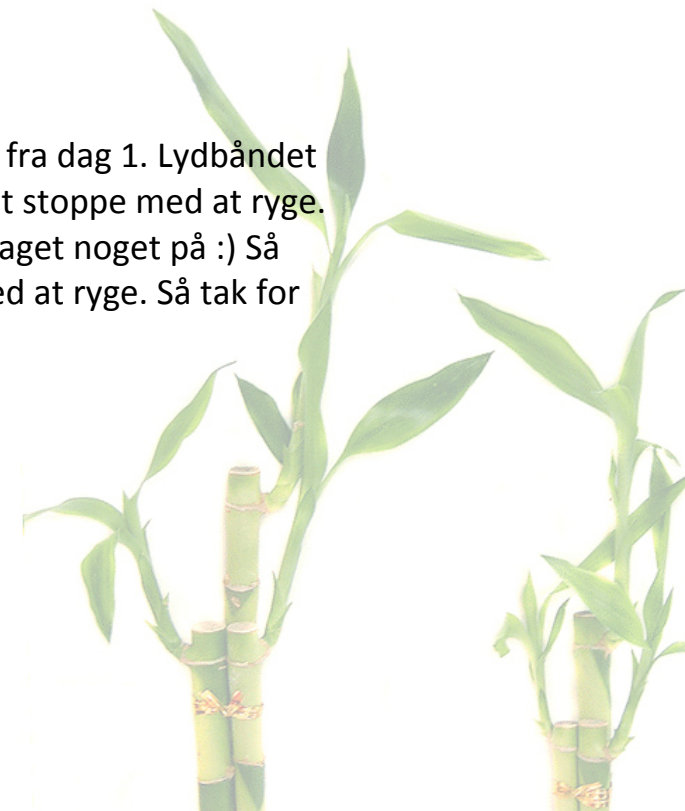 fra dag 1. Lydbåndet
t stoppe med at ryge.
aget noget på :) Så
ed at ryge. Så tak for